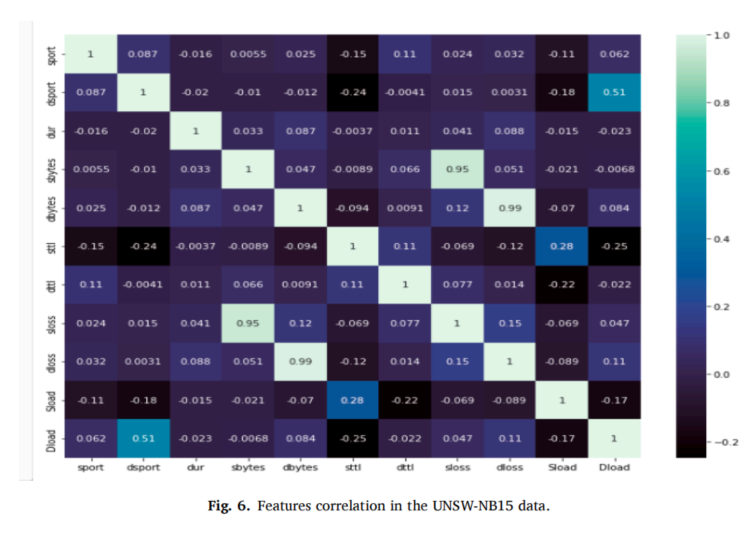 sport 1 0.087 -0.016 0.0055 0.025 -0.15 0.11 0.024 0.032 -0.11 0.062
dsport 0.087 1 -0.02 -0.01 -0.012 -0.24 -0.0041 0.015 0.0031 -0.18 0.51
dur -0.016 -0.02 1 0.033 0.087 -0.0037 0.011 0.041 0.088 -0.015 -0.023
sbytes 0.0055 -0.01 0.033 1 0.047 -0.0089 0.066 0.95 0.051 -0.021 -0.0068
dbytes 0.025 -0.012 0.087 0.047 1 -0.094 0.0091 0.12 0.99 -0.07 0.084
sttl -0.15 -0.24 -0.0037 -0.0089 -0.094 1 0.11 -0.069 -0.12 0.28 -0.25
dttl 0.11 -0.0041 0.011 0.066 0.0091 0.11 1 0.077 0.014 -0.22 -0.022
sloss 0.024 0.015 0.041 0.95 0.12 -0.069 0.077 1 0.15 -0.069 0.047
dloss 0.032 0.0031 0.088 0.051 0.99 -0.12 0.014 0.15 1 -0.089 0.11
Sload -0.11 -0.18 -0.015 -0.021 -0.07 0.28 -0.22 -0.069 -0.089 1 -0.17
Dload 0.062 0.51 -0.023 -0.0068 0.084 -0.25 -0.022 0.047 0.11 -0.17 1
sport dsport dur sbytes dbytes sttl dttl sloss dloss Sload Dload
1.0
0.8
0.6
0.4
0.2
0.0
−0.2
Fig. 6. Features correlation in the UNSW-NB15 data.